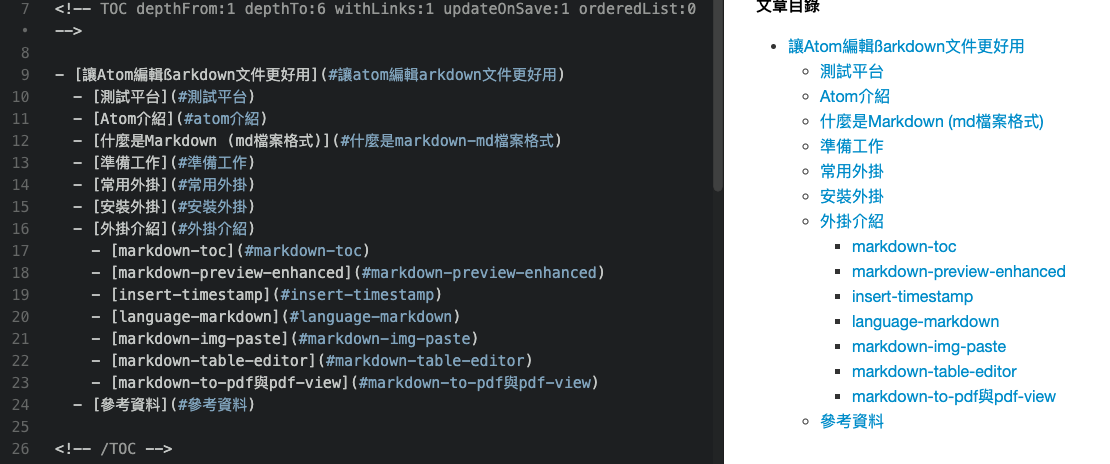 7 <!-- TOC depthFrom:1 depthTo:6 withLinks:1 updateOnSave:1 orderedList:0
• -->
8
9 - [讓Atom編輯ßarkdown文件更好用](#讓atom編輯arkdown文件更好用)
10 - [測試平台](#測試平台)
11 - [Atom介紹](#atom介紹)
12 - [什麼是Markdown (md檔案格式)](#什麼是markdown-md檔案格式)
13 - [準備工作](#準備工作)
14 - [常用外掛](#常用外掛)
15 - [安裝外掛](#安裝外掛)
16 - [外掛介紹](#外掛介紹)
17 - [markdown-toc](#markdown-toc)
18 - [markdown-preview-enhanced](#markdown-preview-enhanced)
19 - [insert-timestamp](#insert-timestamp)
20 - [language-markdown](#language-markdown)
21 - [markdown-img-paste](#markdown-img-paste)
22 - [markdown-table-editor](#markdown-table-editor)
23 - [markdown-to-pdf與pdf-view](#markdown-to-pdf與pdf-view)
24 - [參考資料](#參考資料)
25
26 <!-- /TOC -->
文章目錄
• 讓Atom編輯ßarkdown文件更好用
◦ 測試平台
◦ Atom介紹
◦ 什麼是Markdown (md檔案格式)
◦ 準備工作
◦ 常用外掛
◦ 安裝外掛
◦ 外掛介紹
▪ markdown-toc
▪ markdown-preview-enhanced
▪ insert-timestamp
▪ language-markdown
▪ markdown-img-paste
▪ markdown-table-editor
▪ markdown-to-pdf與pdf-view
◦ 參考資料